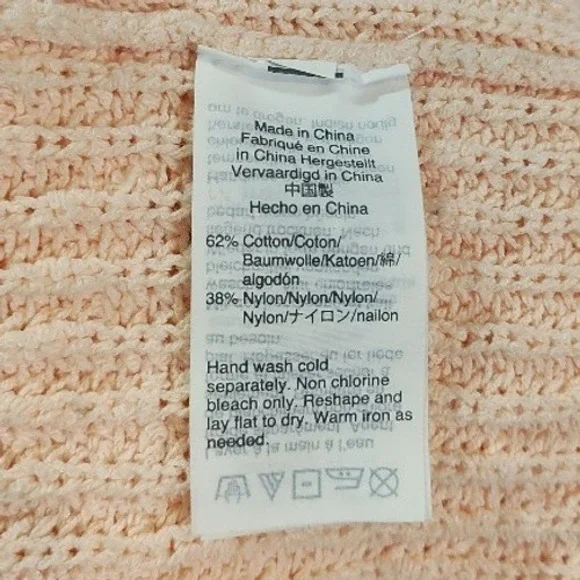 Made in China
Fabriqué en Chine
in China Hergestellt
Vervaardigd in China
中国製
Hecho en China
62% Cotton/Coton/
Baumwolle/Katoen/綿/
algodón
38% Nylon/Nylon/Nylon/
Nylon/ナイロン/nailon
Hand wash cold
separately. Non chlorine
bleach only. Reshape and
lay flat to dry. Warm iron as
needed.